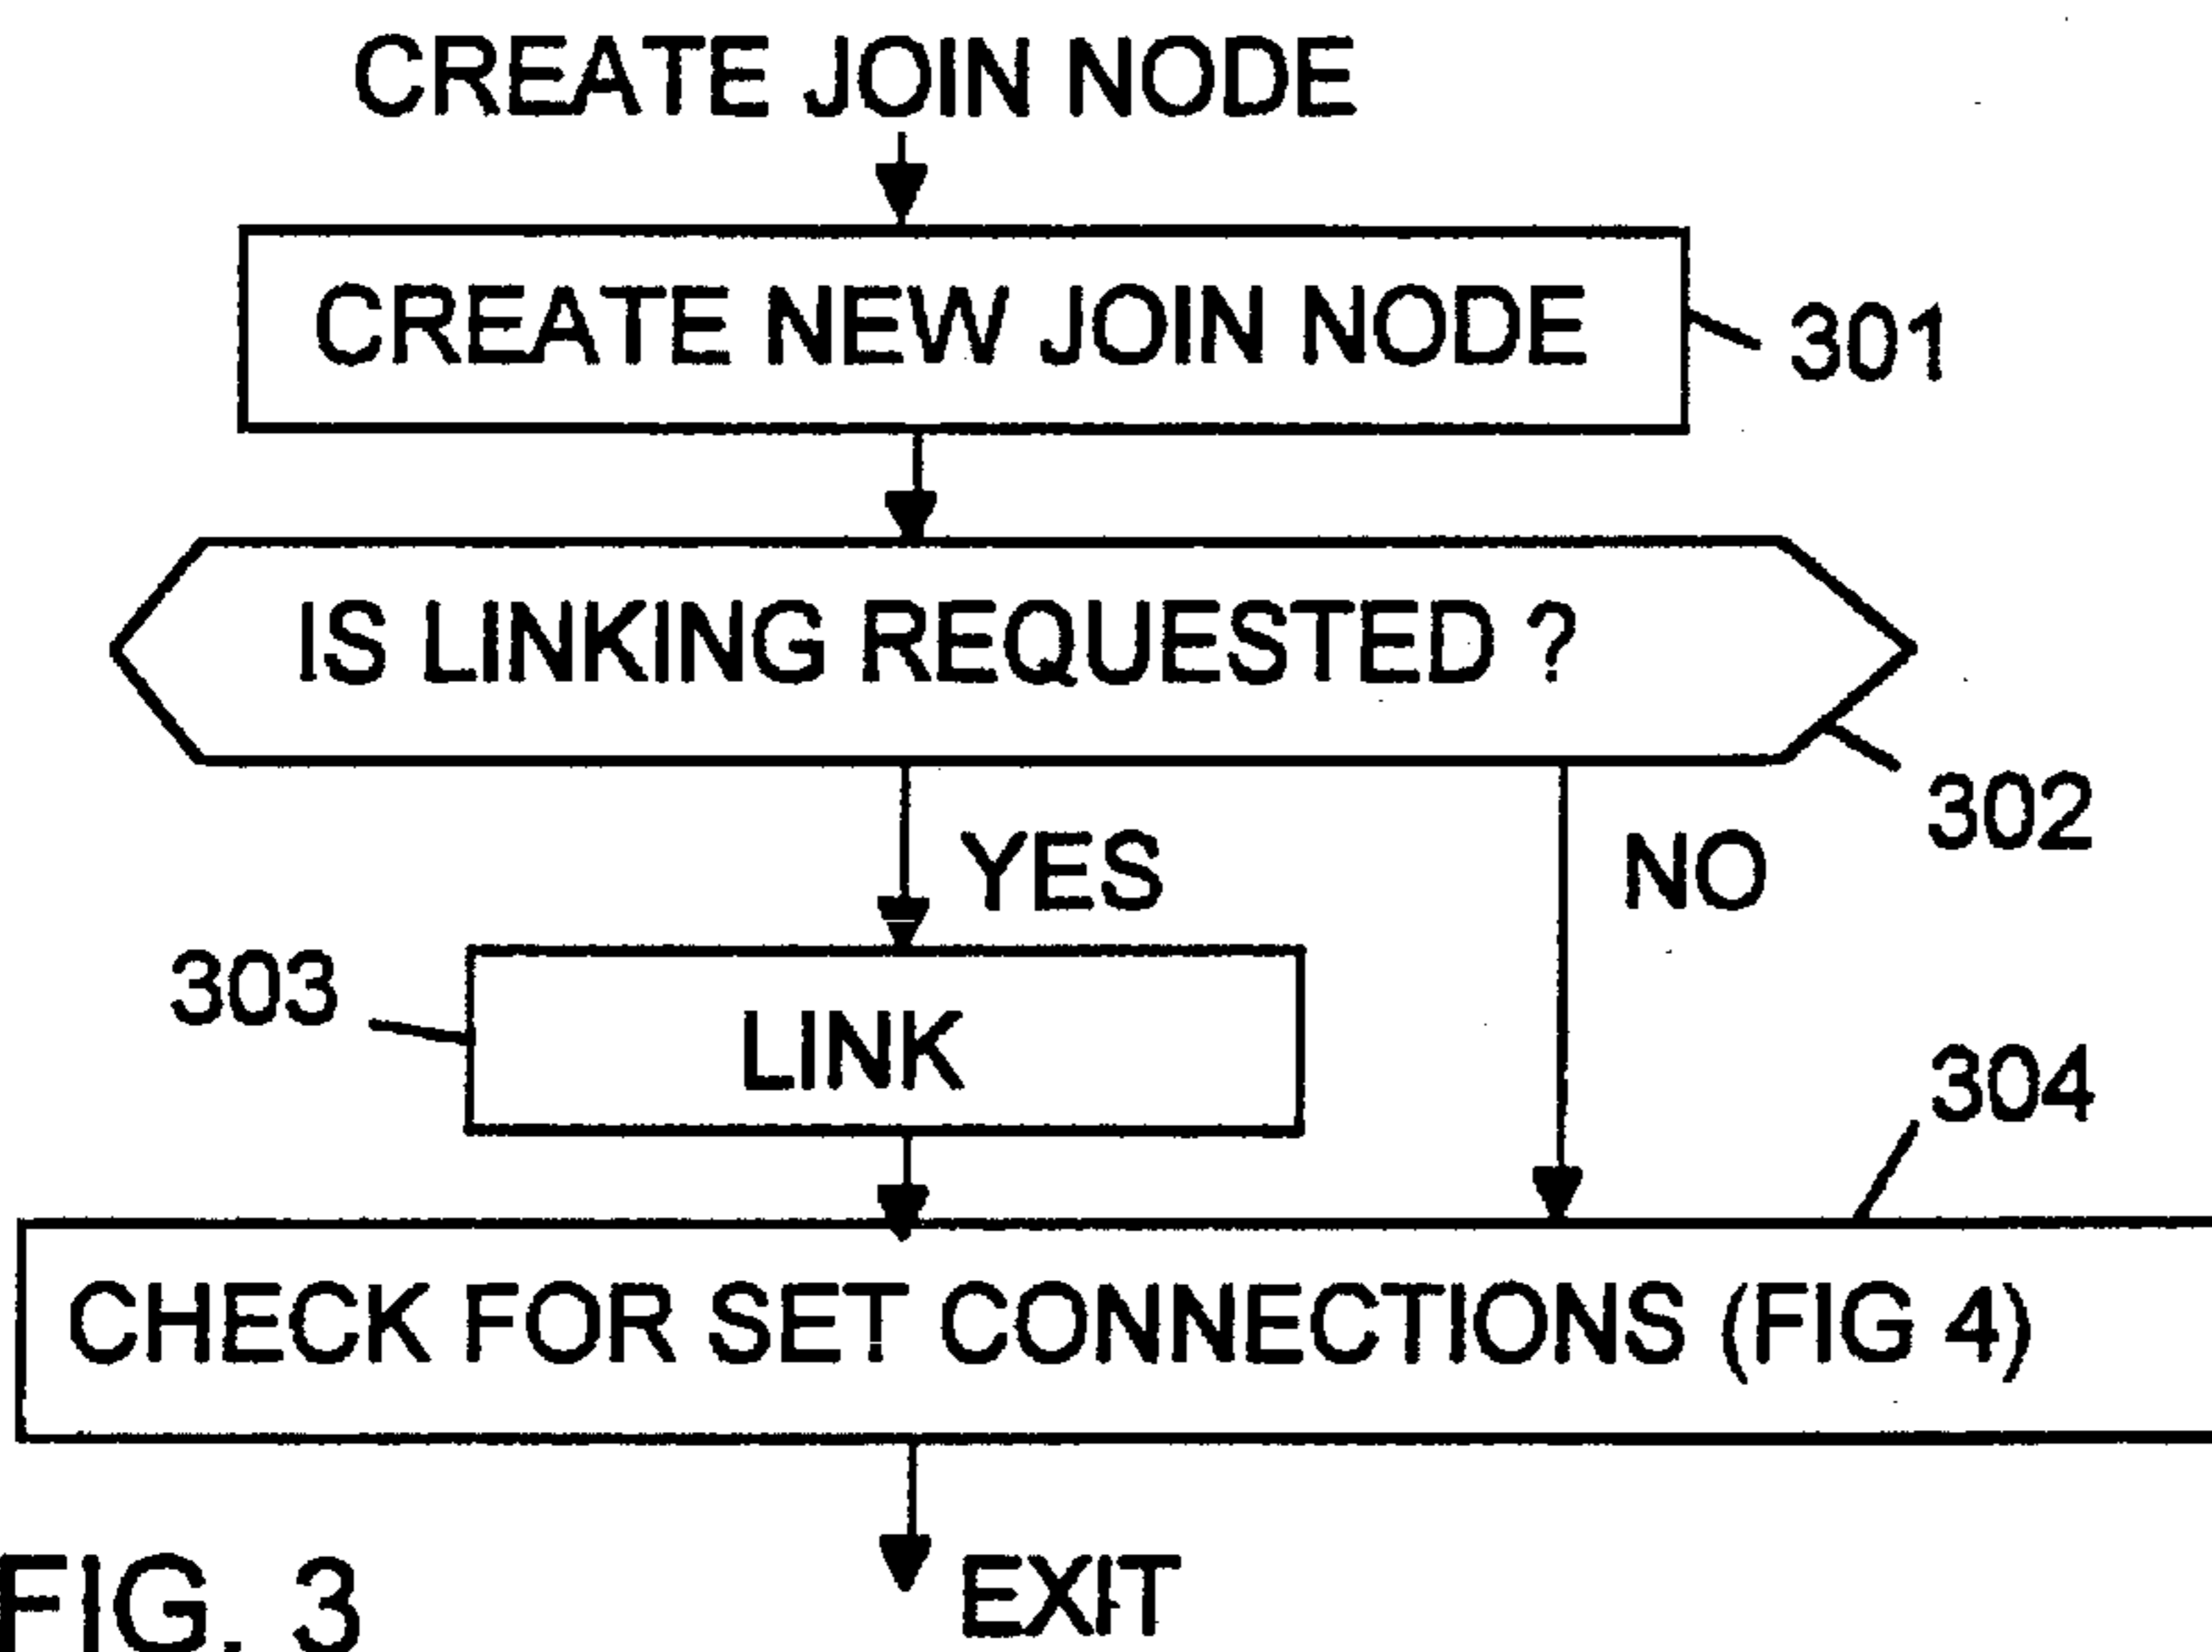 CREATE JOIN NODE
CREATE NEW JOIN NODE
301
IS LINKING REQUESTED ?
302
YES
NO
303
LINK
304
CHECK FOR SET CONNECTIONS (FIG 4)
EXIT
FIG. 3